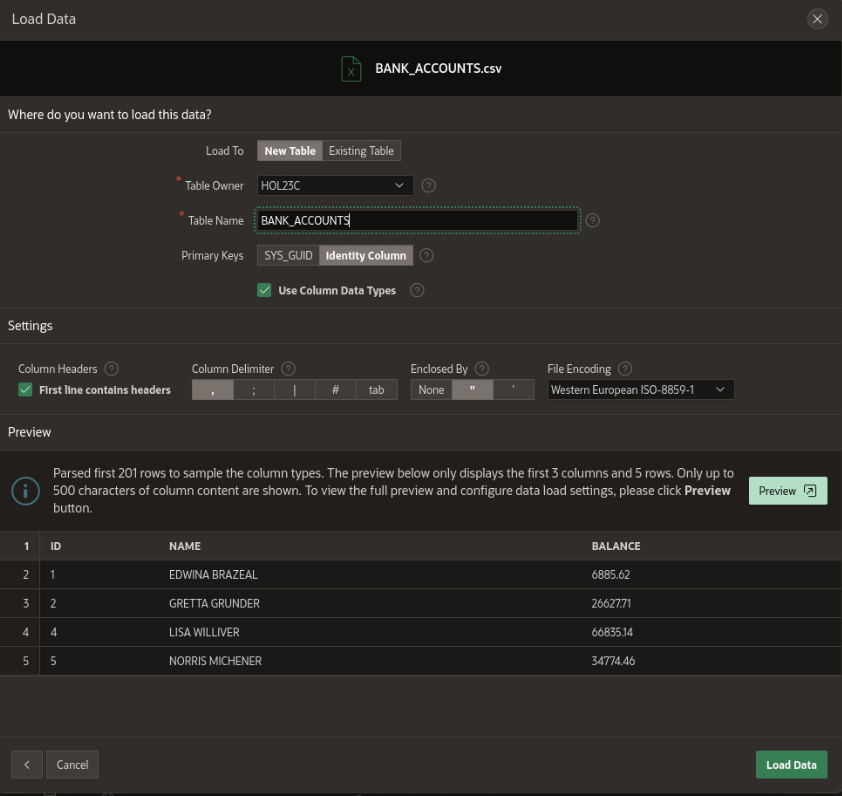 Load Data
BANK_ACCOUNTS.csv
Where do you want to load this data?
Load To New Table Existing Table
* Table Owner HOL23C ?
* Table Name BANK_ACCOUNTS ?
Primary Keys SYS_GUID Identity Column ?
Use Column Data Types ?
Settings
Column Headers ? Column Delimiter ? Enclosed By ? File Encoding ?
First line contains headers , ; | # tab None " ' Western European ISO-8859-1
Preview
Parsed first 201 rows to sample the column types. The preview below only displays the first 3 columns and 5 rows. Only up to
500 characters of column content are shown. To view the full preview and configure data load settings, please click Preview
button.
Preview
1 ID NAME BALANCE
2 1 EDWINA BRAZEAL 6885.62
3 2 GRETTA GRUNDER 26627.71
4 4 LISA WILLIVER 66835.14
5 5 NORRIS MICHENER 34774.46
Cancel Load Data